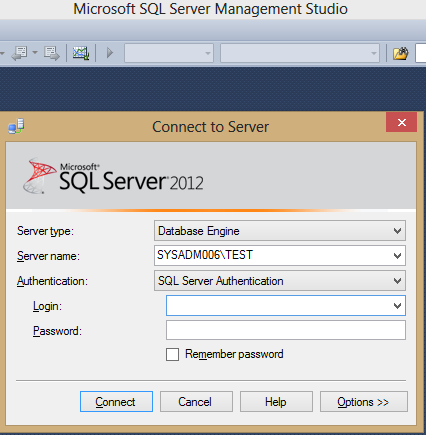 Microsoft SQL Server Management Studio
Connect to Server
Microsoft®
SQL Server® 2012
Server type: Database Engine
Server name: SYSADM006\TEST
Authentication: SQL Server Authentication
Login:
Password:
Remember password
Connect Cancel Help Options >>